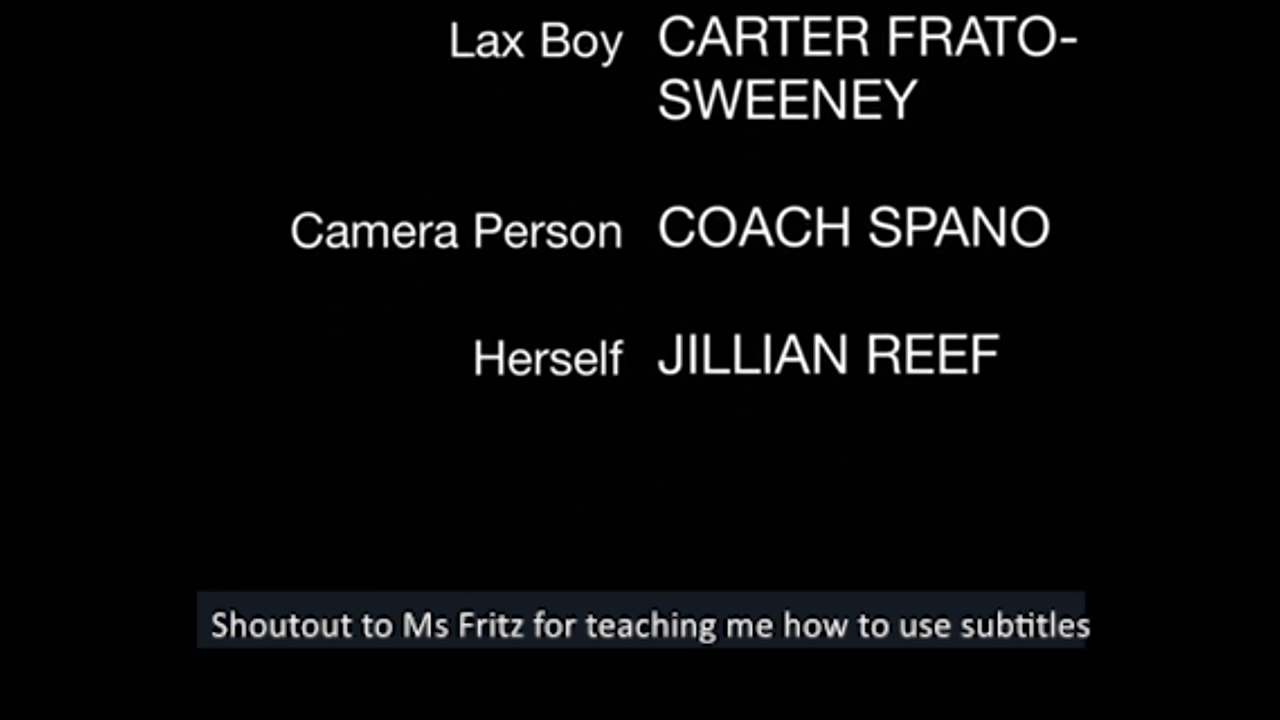 Lax Boy CARTER FRATO-
SWEENEY
Camera Person COACH SPANO
Herself JILLIAN REEF
Shoutout to Ms Fritz for teaching me how to use subtitles